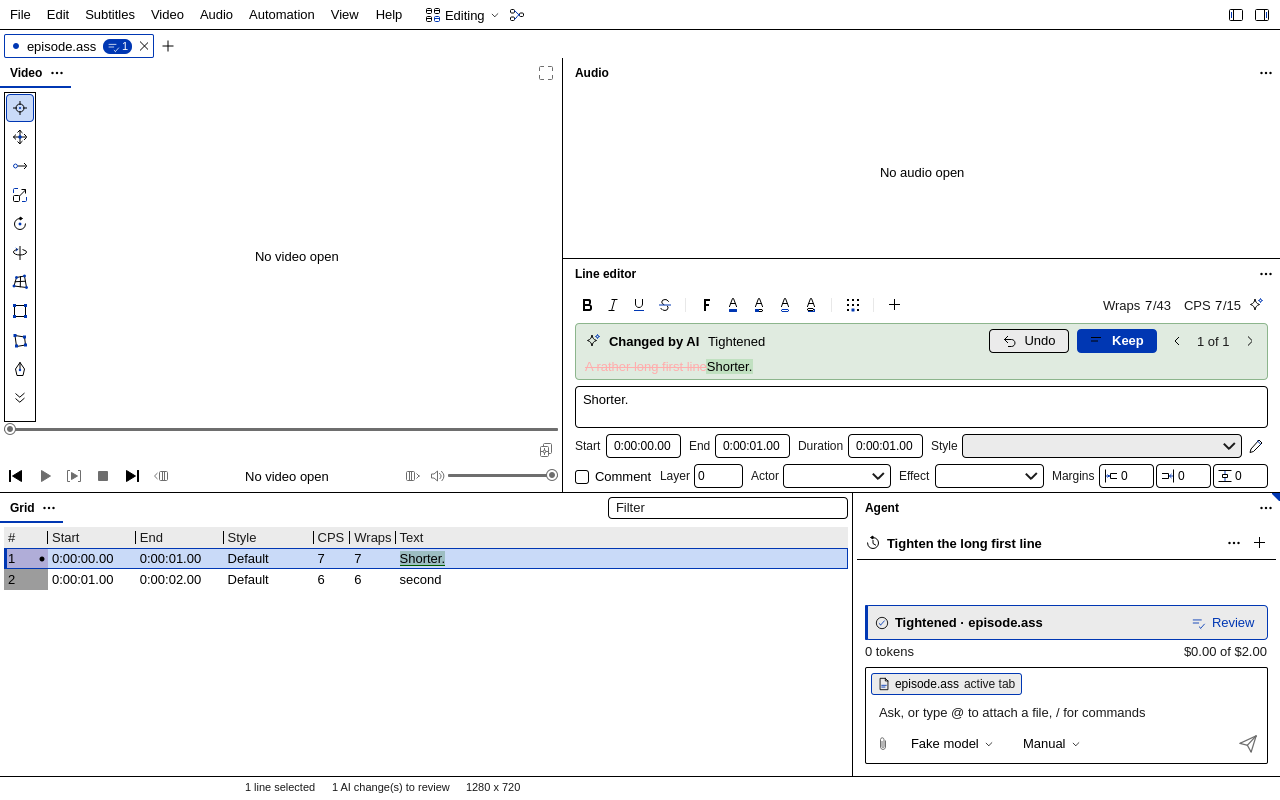 File Edit Subtitles Video Audio Automation View Help Editing
episode.ass 1
Video
Audio
No video open
No audio open
Line editor
B I U S F A A A A Wraps 7/43 CPS 7/15
Changed by AI Tightened Undo Keep 1 of 1
A rather long first lineShorter.
Shorter.
Start 0:00:00.00 End 0:00:01.00 Duration 0:00:01.00 Style
No video open
Comment Layer 0 Actor Effect Margins 0 0 0
Grid Filter
# Start End Style CPS Wraps Text
1 0:00:00.00 0:00:01.00 Default 7 7 Shorter.
2 0:00:01.00 0:00:02.00 Default 6 6 second
Agent
Tighten the long first line
Tightened · episode.ass Review
0 tokens $0.00 of $2.00
episode.ass active tab
Ask, or type @ to attach a file, / for commands
Fake model Manual
1 line selected 1 AI change(s) to review 1280 x 720